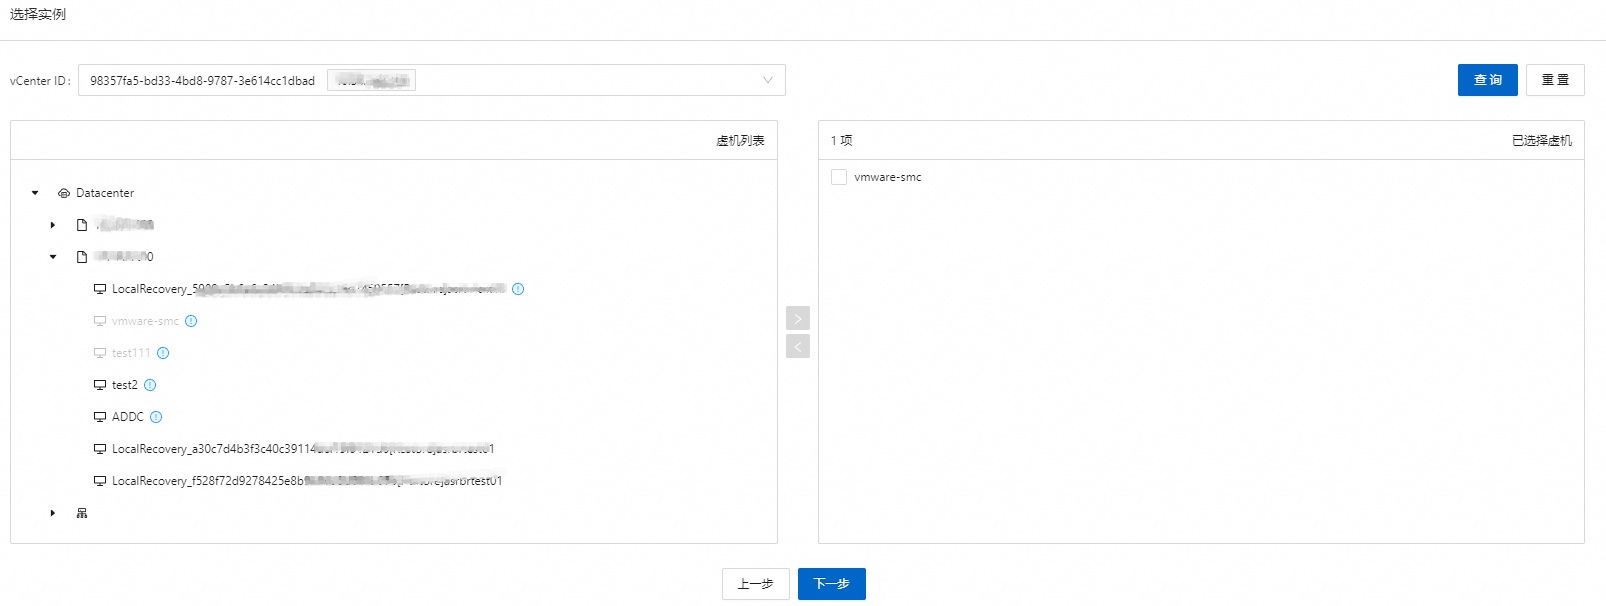 选择实例
vCenter ID: 98357fa5-bd33-4bd8-9787-3e614cc1dbad
查 询 重 置
虚机列表
1 项 已选择虚机
Datacenter
vmware-smc
LocalRecovery_5
vmware-smc
test111
test2
ADDC
LocalRecovery_a30c7d4b3f3c40c39114
LocalRecovery_f528f72d9278425e8b
上一步 下一步